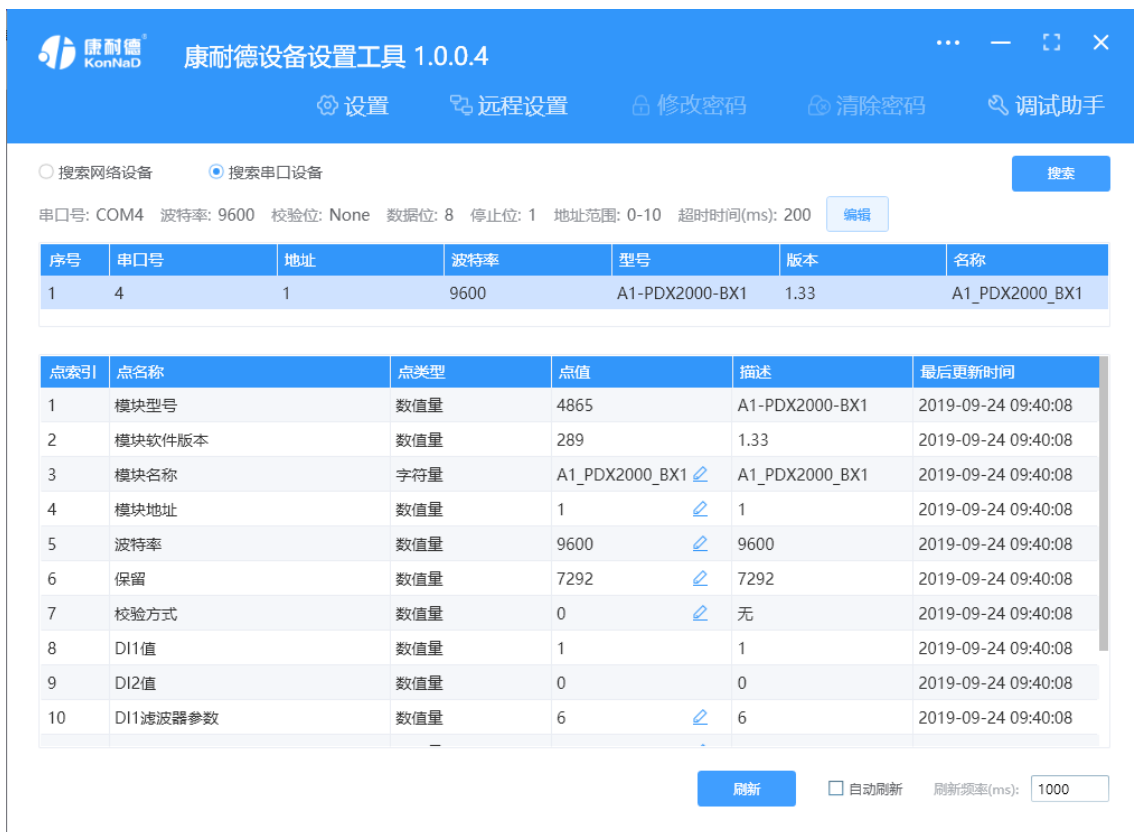 康耐德
KonNaD
康耐德设备设置工具 1.0.0.4
设置 远程设置 修改密码 清除密码 调试助手
搜索网络设备 搜索串口设备 搜索
串口号: COM4 波特率: 9600 校验位: None 数据位: 8 停止位: 1 地址范围: 0-10 超时时间(ms): 200 编辑
序号 串口号 地址 波特率 型号 版本 名称
1 4 1 9600 A1-PDX2000-BX1 1.33 A1_PDX2000_BX1
点索引 点名称 点类型 点值 描述 最后更新时间
1 模块型号 数值量 4865 A1-PDX2000-BX1 2019-09-24 09:40:08
2 模块软件版本 数值量 289 1.33 2019-09-24 09:40:08
3 模块名称 字符量 A1_PDX2000_BX1 A1_PDX2000_BX1 2019-09-24 09:40:08
4 模块地址 数值量 1 1 2019-09-24 09:40:08
5 波特率 数值量 9600 9600 2019-09-24 09:40:08
6 保留 数值量 7292 7292 2019-09-24 09:40:08
7 校验方式 数值量 0 无 2019-09-24 09:40:08
8 DI1值 数值量 1 1 2019-09-24 09:40:08
9 DI2值 数值量 0 0 2019-09-24 09:40:08
10 DI1滤波器参数 数值量 6 6 2019-09-24 09:40:08
刷新 自动刷新 刷新频率(ms): 1000